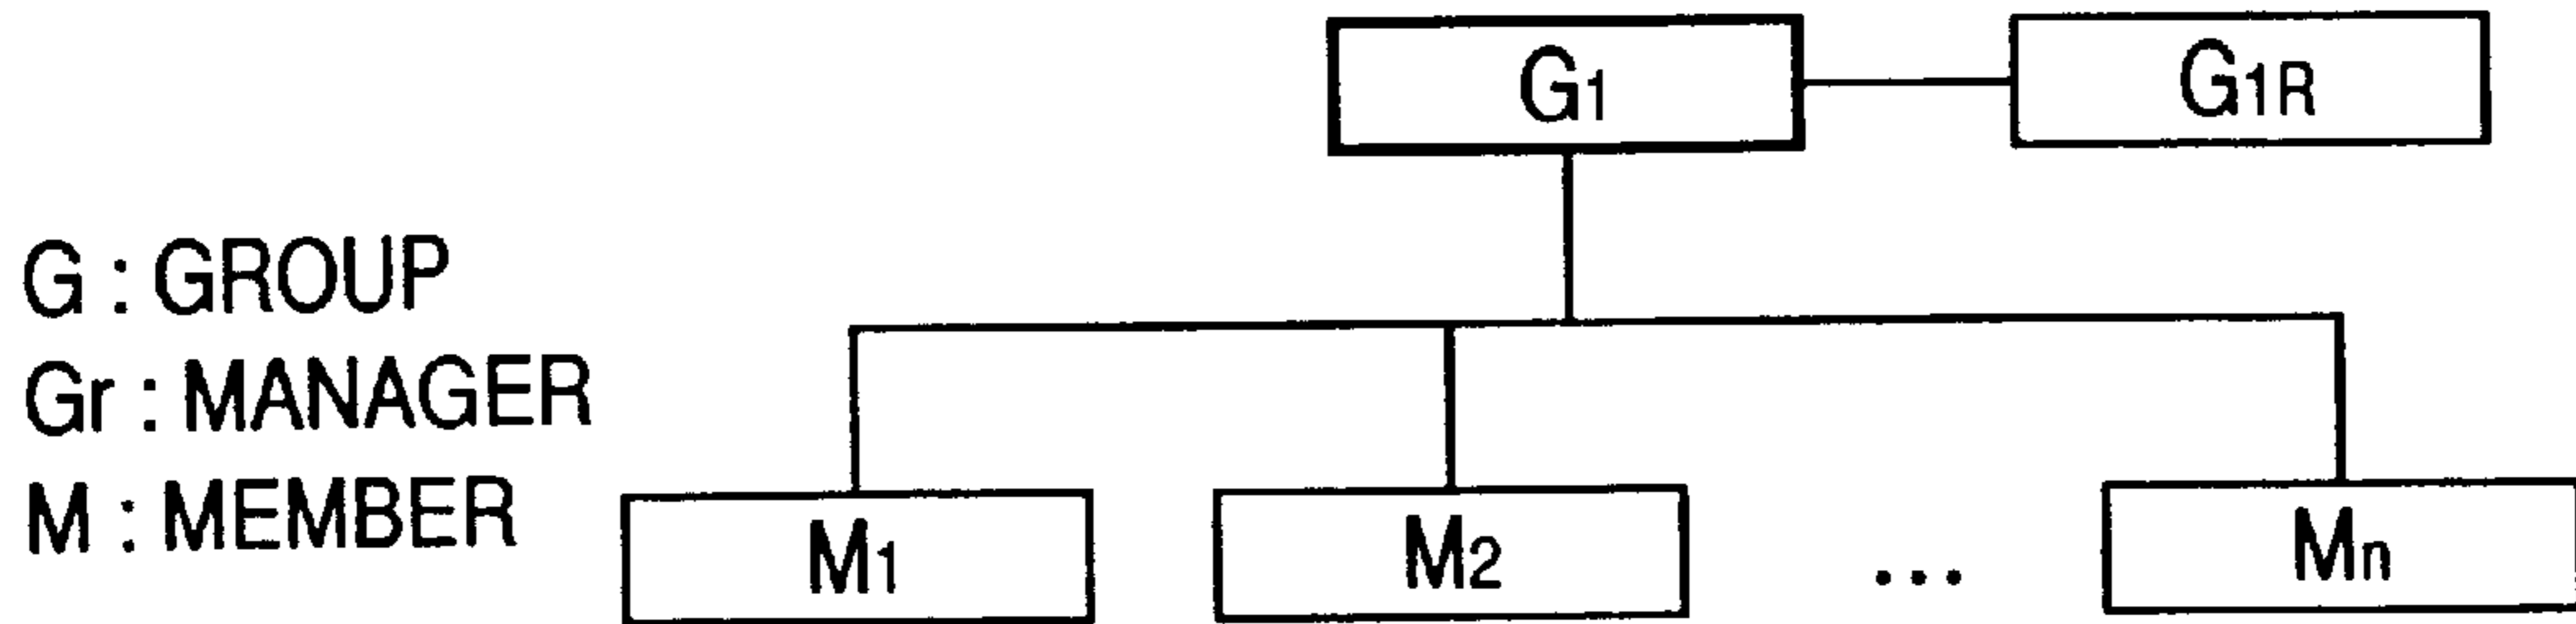 G1
G1R
G : GROUP
Gr : MANAGER
M : MEMBER
M1
M2
...
Mn